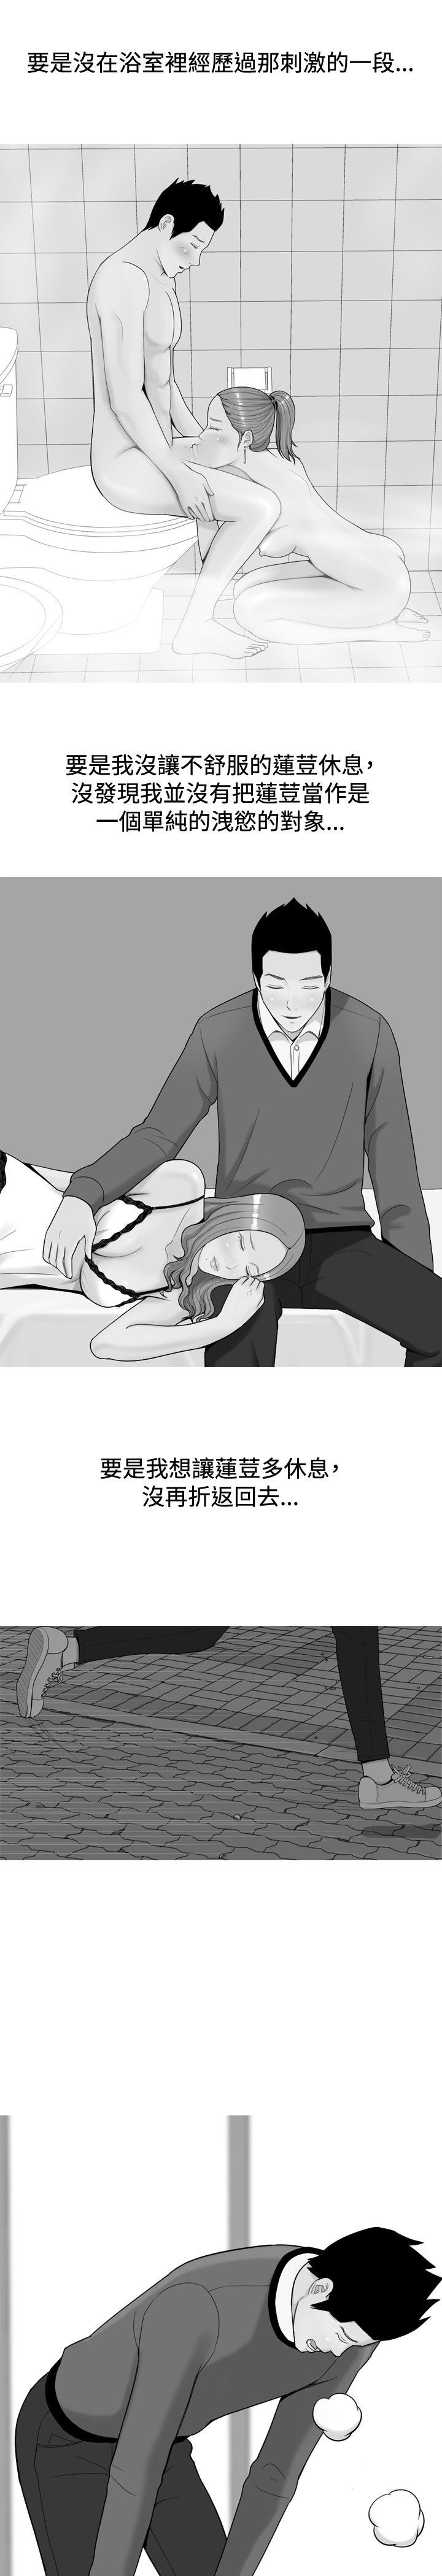 要是沒在浴室裡經歷過那刺激的一段...
要是我沒讓不舒服的蓮荳休息，
沒發現我並沒有把蓮荳當作是
一個單純的洩慾的對象...
要是我想讓蓮荳多休息，
沒再折返回去...